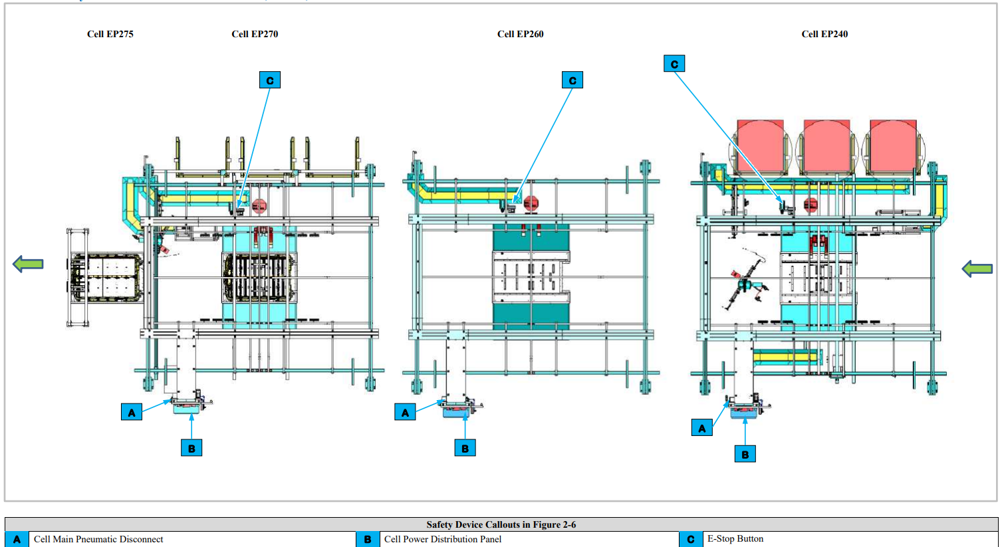 Cell EP275 Cell EP270 Cell EP260 Cell EP240
C
C
C
A
B
A
B
A
B
Safety Device Callouts in Figure 2-6
A Cell Main Pneumatic Disconnect B Cell Power Distribution Panel C E-Stop Button